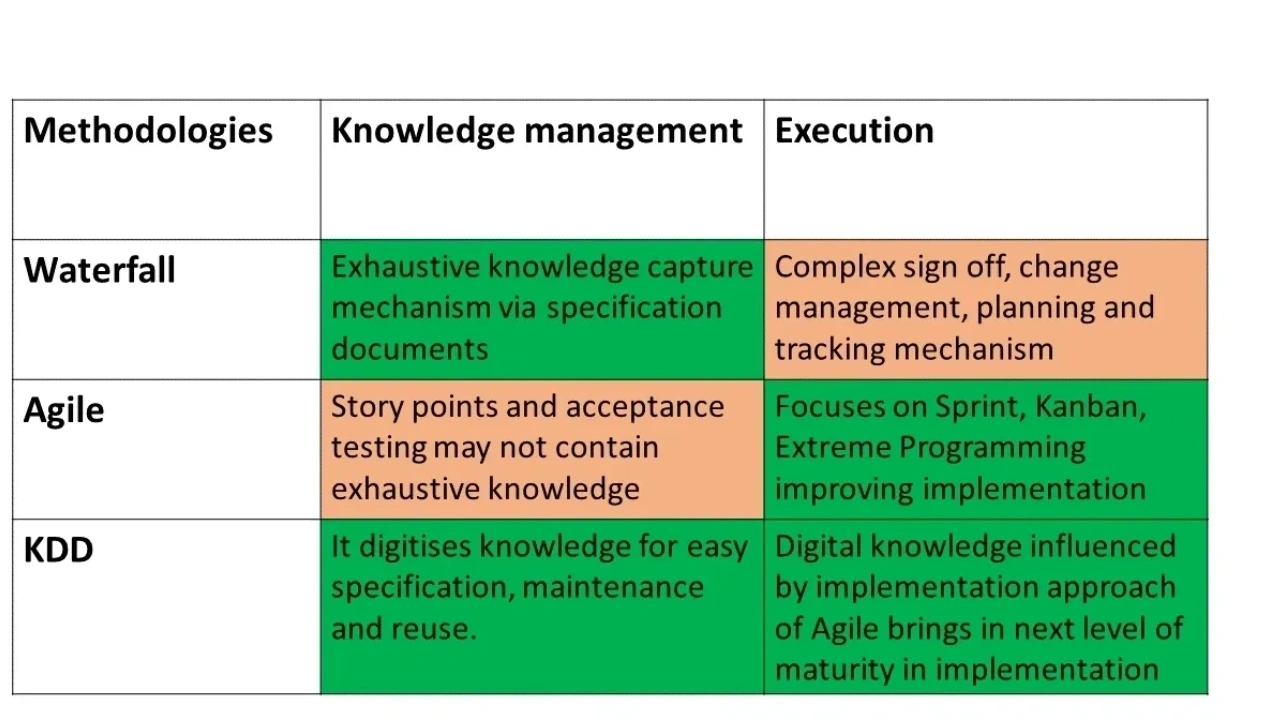 Methodologies
Knowledge management
Execution
Waterfall
Exhaustive knowledge capture
mechanism via specification
documents
Complex sign off, change
management, planning and
tracking mechanism
Agile
Story points and acceptance
testing may not contain
exhaustive knowledge
Focuses on Sprint, Kanban,
Extreme Programming
improving implementation
KDD
It digitises knowledge for easy
specification, maintenance
and reuse.
Digital knowledge influenced
by implementation approach
of Agile brings in next level of
maturity in implementation